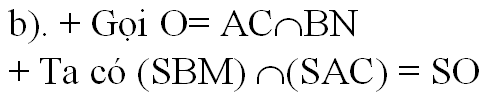 b). + Gọi O= AC∩BN
+ Ta có (SBM) ∩(SAC) = SO